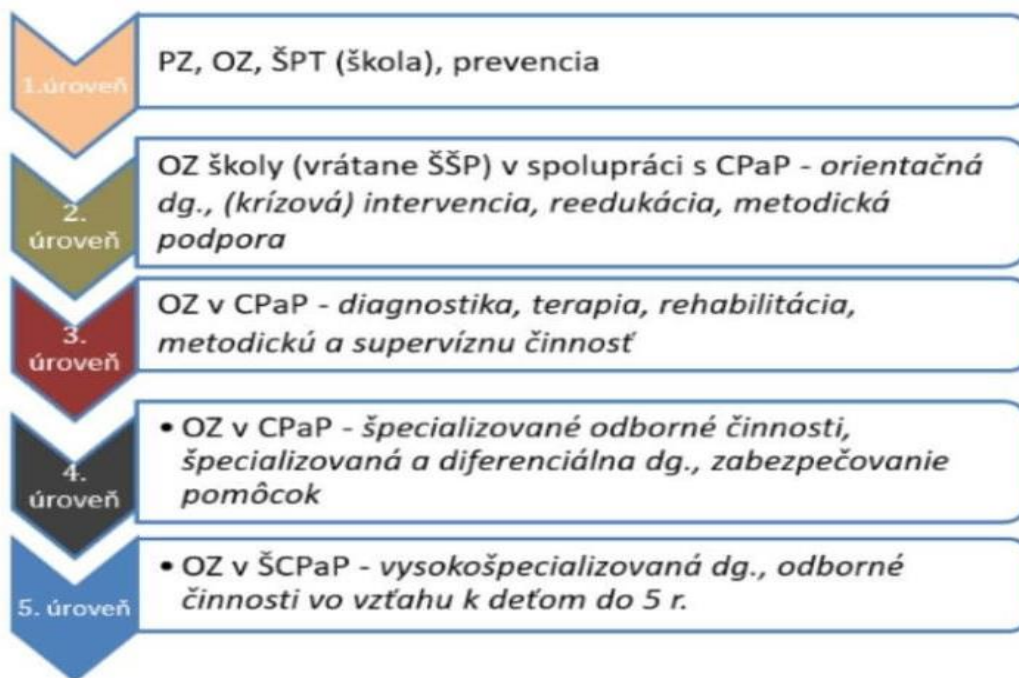 1.úroveň
PZ, OZ, ŠPT (škola), prevencia
2.
úroveň
OZ školy (vrátane ŠŠP) v spolupráci s CPaP - orientačná
dg., (krízová) intervencia, reedukácia, metodická
podpora
3.
úroveň
OZ v CPaP - diagnostika, terapia, rehabilitácia,
metodickú a supervíznu činnosť
4.
úroveň
• OZ v CPaP - špecializované odborné činnosti,
špecializovaná a diferenciálna dg., zabezpečovanie
pomôcok
5. úroveň
• OZ v ŠCPaP - vysokošpecializovaná dg., odborné
činnosti vo vzťahu k deťom do 5 r.